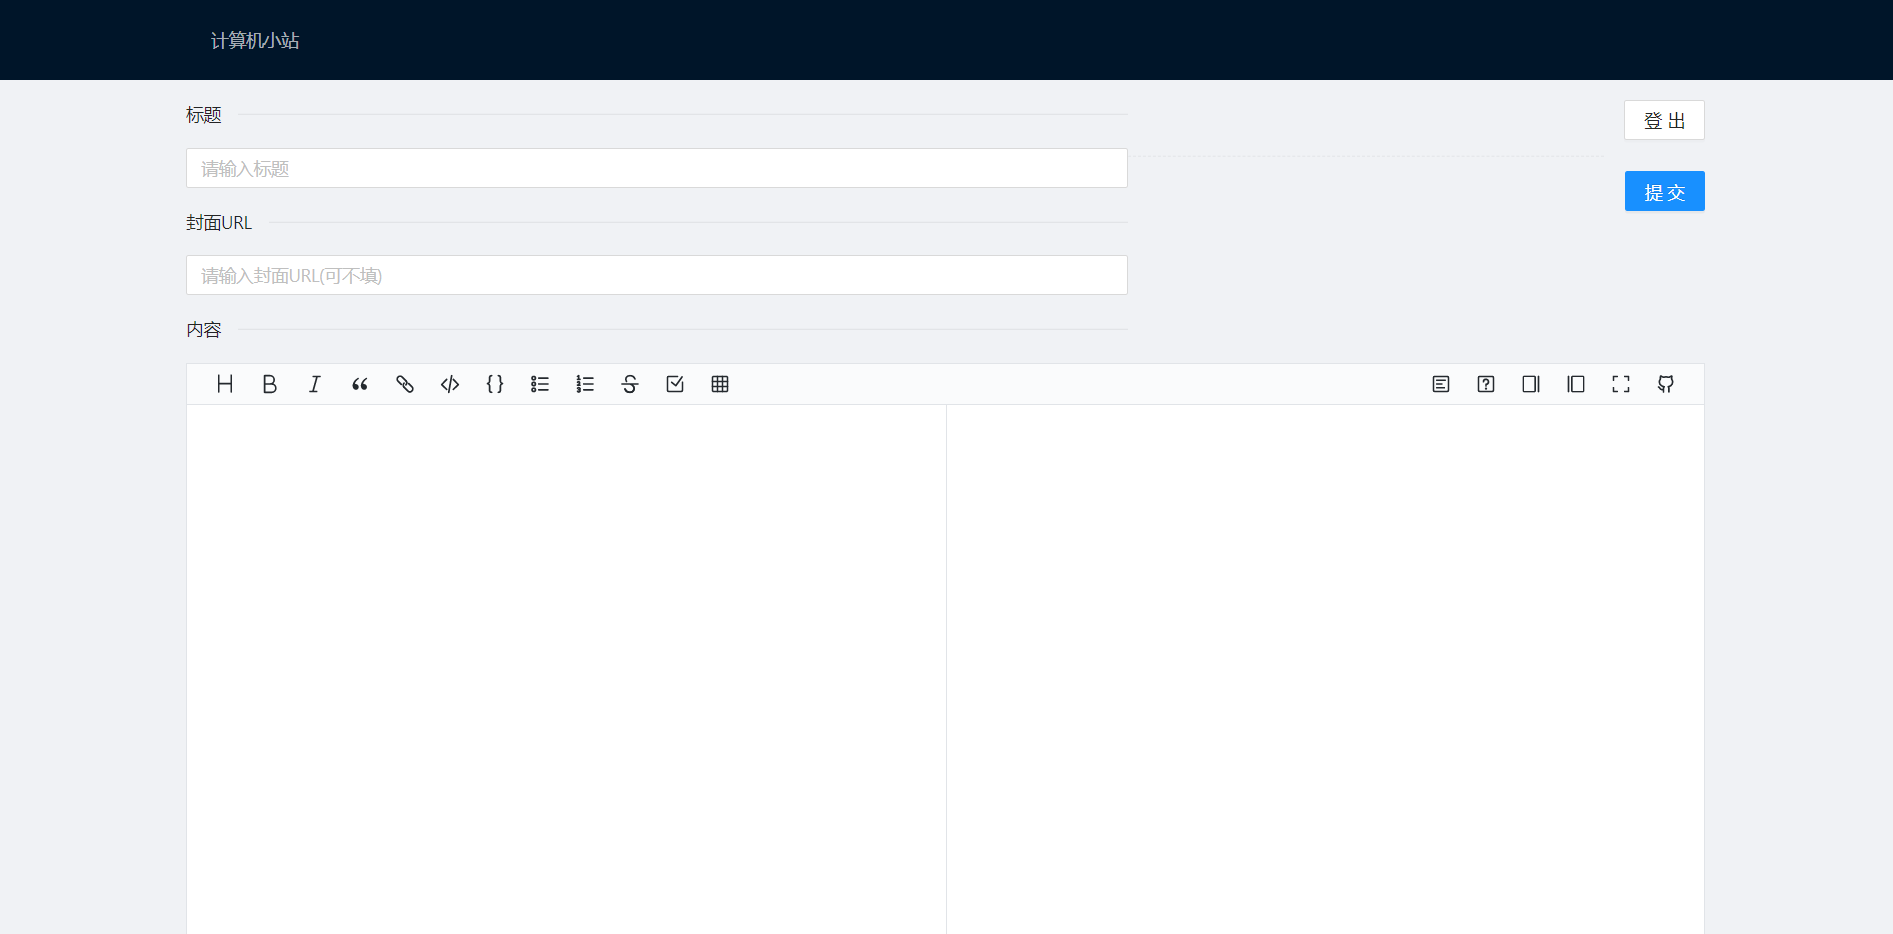 计算机小站
标题
登 出
请输入标题
提 交
封面URL
请输入封面URL(可不填)
内容